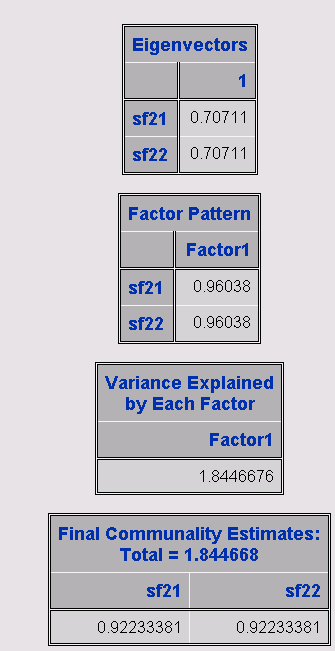 Eigenvectors
1
sf21 0.70711
sf22 0.70711
Factor Pattern
Factor1
sf21 0.96038
sf22 0.96038
Variance Explained
by Each Factor
Factor1
1.8446676
Final Communality Estimates:
Total = 1.844668
sf21 sf22
0.92233381 0.92233381